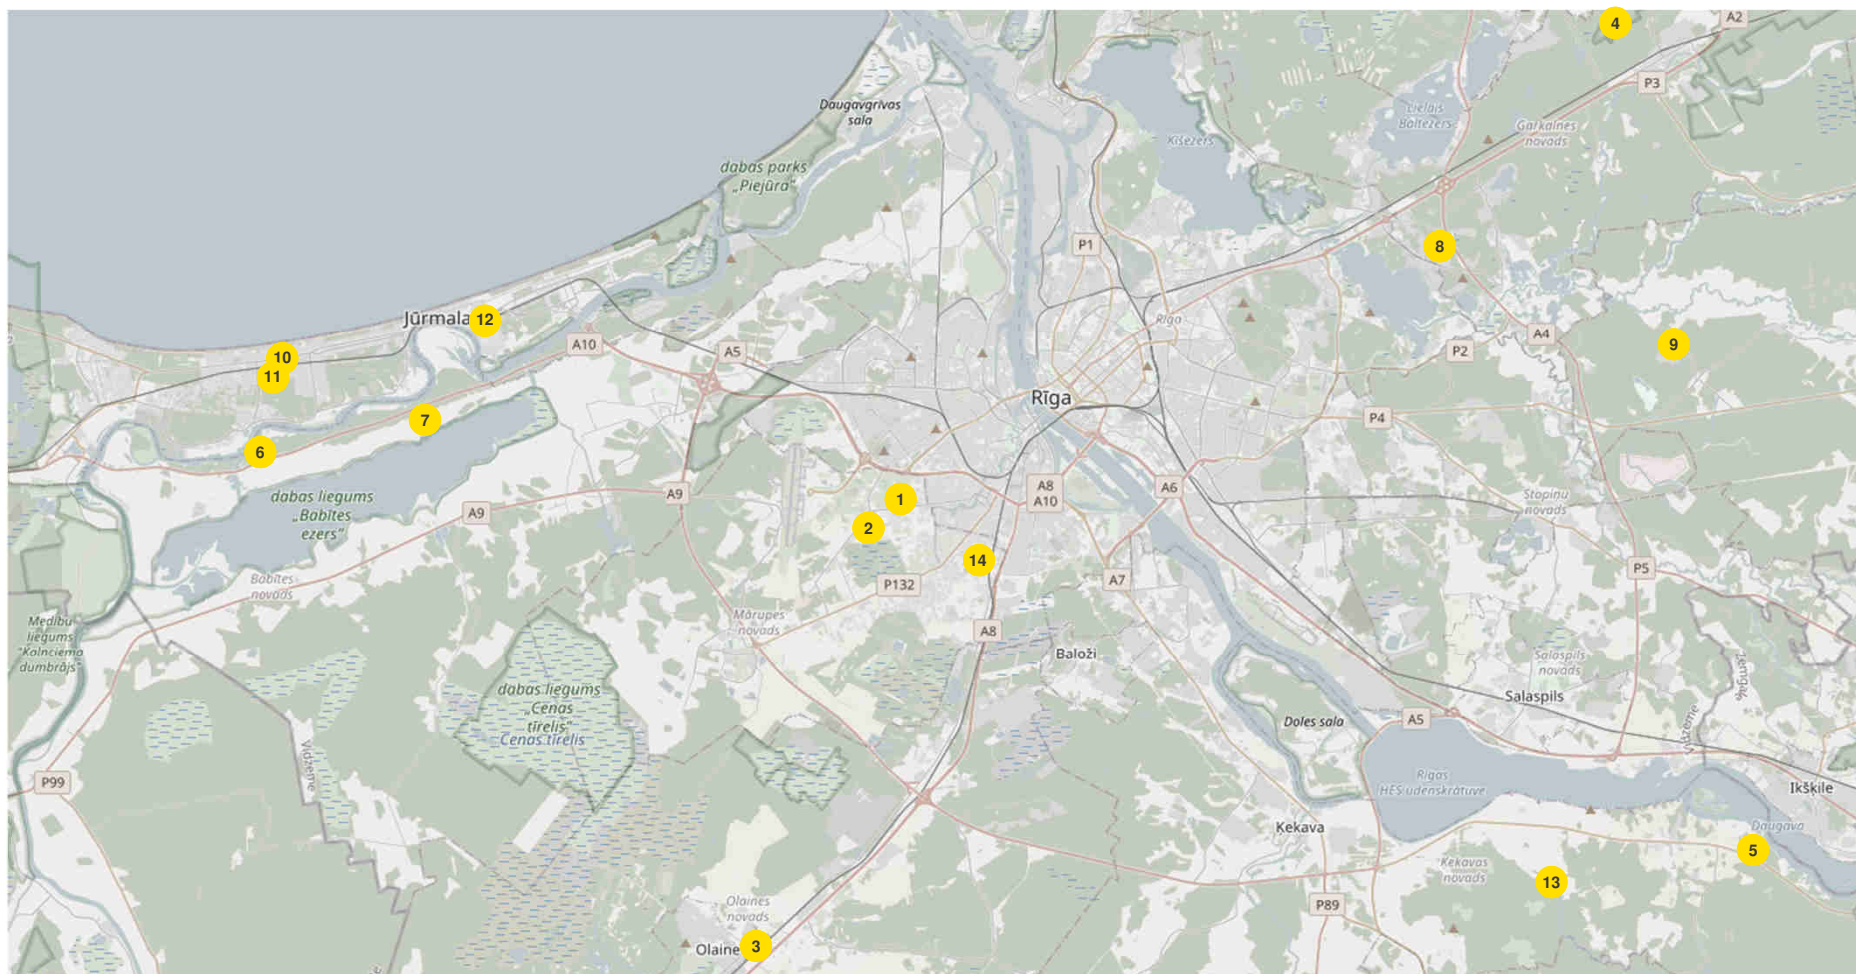 4
A2
P3
Daugavgrīvas
sala
Lielais
Baltezers
Garkalnes
novads
Ķīšezers
dabas parks
„Piejūra"
P1
8
Jūrmala
12
Rīga
A4
10
A10
A5
P2
9
11
Rīga
7
P4
6
A9
A8
A10
A6
dabas liegums
„Babītes
ezers"
A9
1
Stopiņu
novads
2
14
P5
Babītes
novads
P132
A7
Mārupes
novads
Medību
liegums
"Kalnciema
dumbrājs"
A8
Baloži
Salaspils
novads
Zemgale
dabas liegums
„Cenas
tīrelis"
Cenas tīrelis
Salaspils
Doles sala
A5
Vidzeme
Vidzeme
P99
Rīgas
HES ūdenskrātuve
Ikšķile
Ķekava
Daugava
5
Ķekavas
novads
13
Olaines
novads
P89
Olaine
3